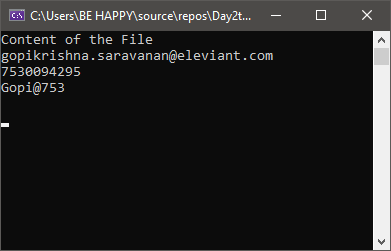 C:\Users\BE HAPPY\source\repos\Day2t...
Content of the File
gopikrishna.saravanan@eleviant.com
7530094295
Gopi@753